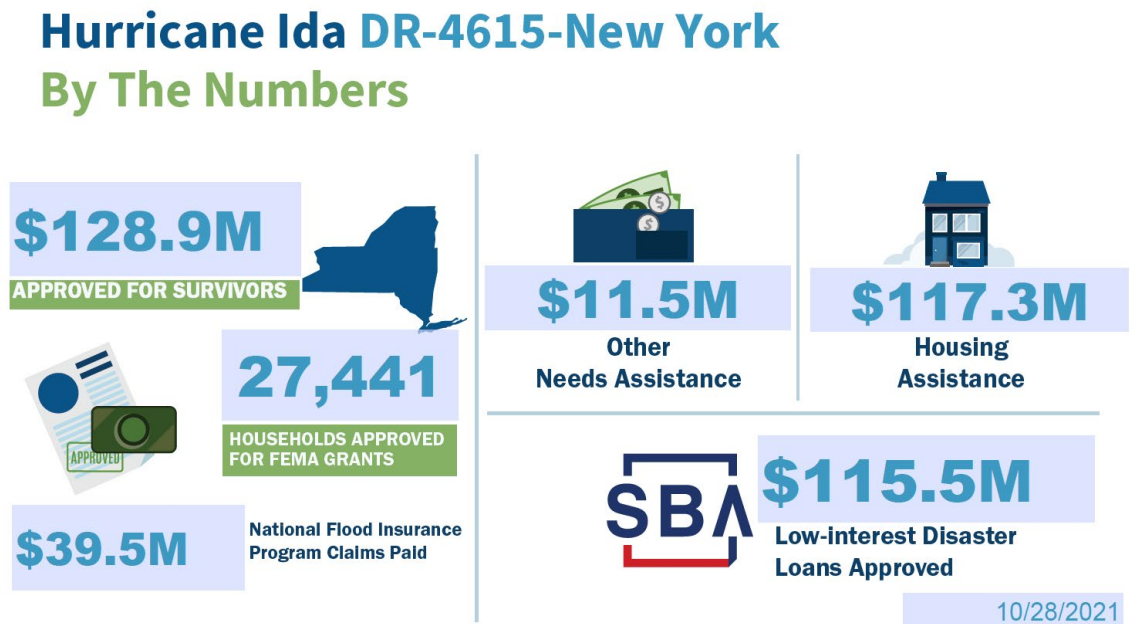 Hurricane Ida DR-4615-New York
By The Numbers
$128.9M
APPROVED FOR SURVIVORS
27,441
HOUSEHOLDS APPROVED
FOR FEMA GRANTS
APPROVED
$39.5M
National Flood Insurance
Program Claims Paid
$
$
$11.5M
Other
Needs Assistance
$117.3M
Housing
Assistance
SBA
$115.5M
Low-interest Disaster
Loans Approved
10/28/2021